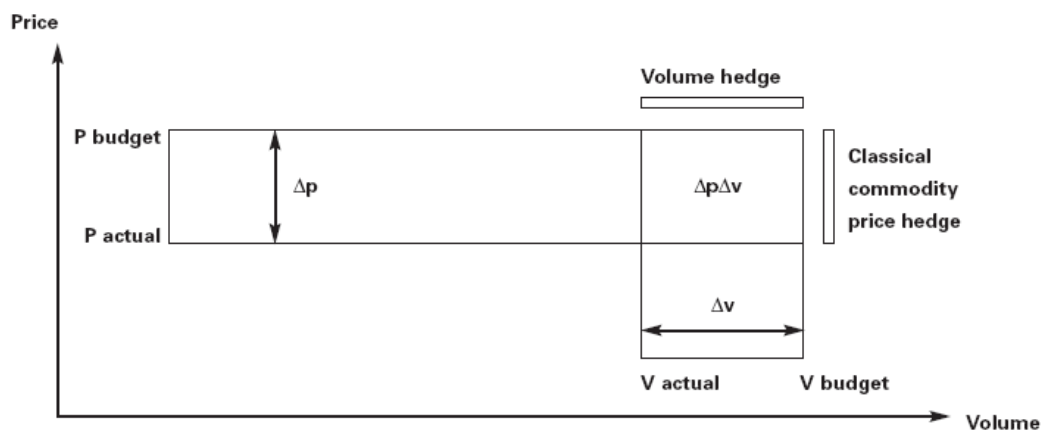 Price
Volume hedge
P budget
Classical
commodity
price hedge
Δp
ΔpΔv
P actual
Δv
V actual
V budget
Volume